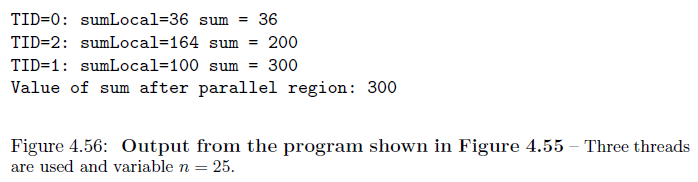 TID=0: sumLocal=36 sum = 36
TID=2: sumLocal=164 sum = 200
TID=1: sumLocal=100 sum = 300
Value of sum after parallel region: 300
Figure 4.56: Output from the program shown in Figure 4.55 – Three threads
are used and variable n = 25.